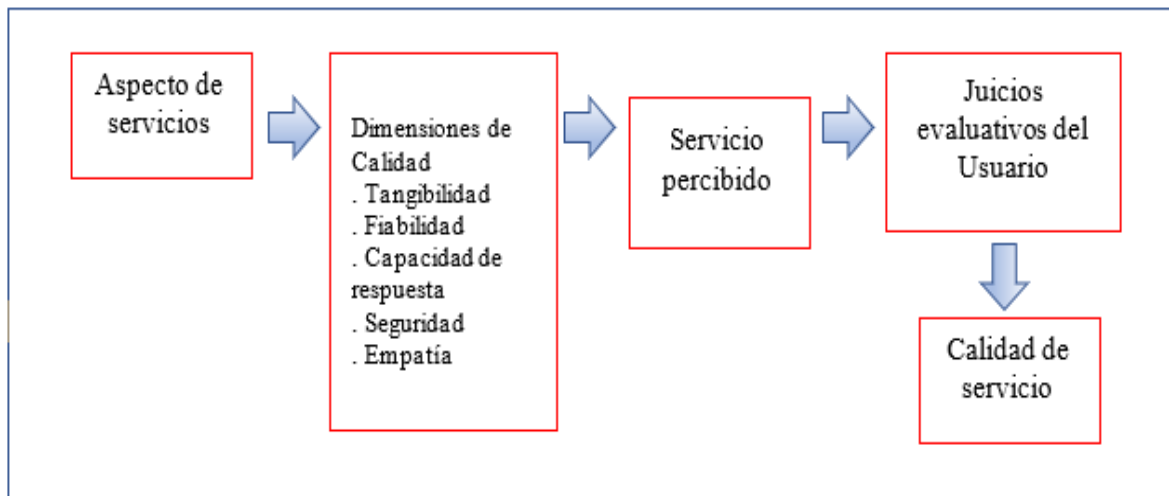 Aspecto de
servicios
Dimensiones de
Calidad
. Tangibilidad
. Fiabilidad
. Capacidad de
respuesta
. Seguridad
. Empatía
Servicio
percibido
Juicios
evaluativos del
Usuario
Calidad de
servicio